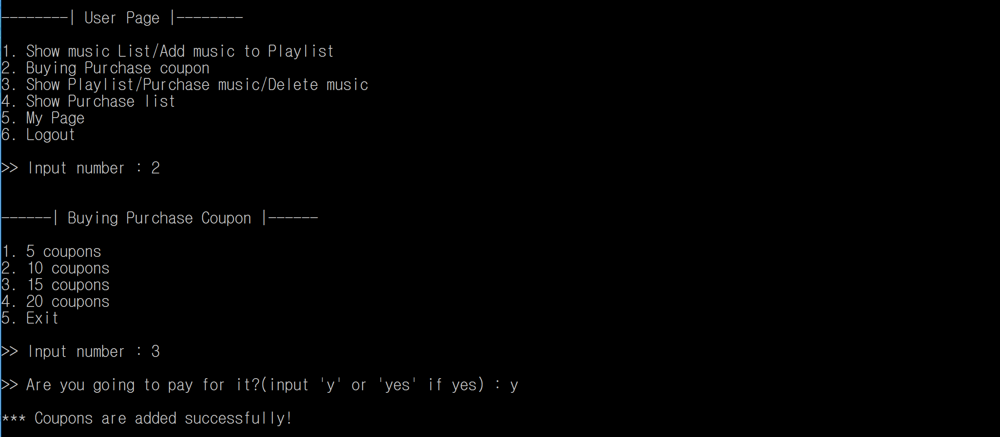 --------| User Page |--------
1. Show music List/Add music to Playlist
2. Buying Purchase coupon
3. Show Playlist/Purchase music/Delete music
4. Show Purchase list
5. My Page
6. Logout
>> Input number : 2
------| Buying Purchase Coupon |------
1. 5 coupons
2. 10 coupons
3. 15 coupons
4. 20 coupons
5. Exit
>> Input number : 3
>> Are you going to pay for it?(input 'y' or 'yes' if yes) : y
*** Coupons are added successfully!